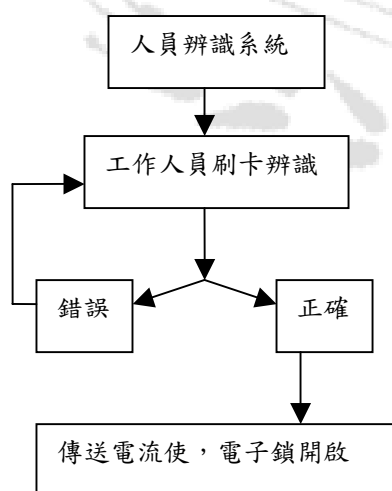 人員辨識系統
工作人員刷卡辨識
錯誤
正確
傳送電流使，電子鎖開啟